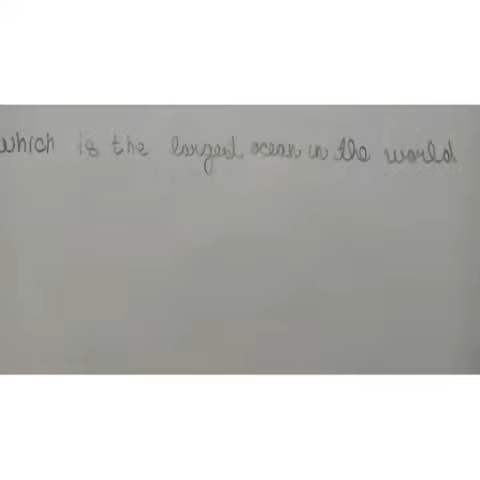 which is the largest ocean in the world